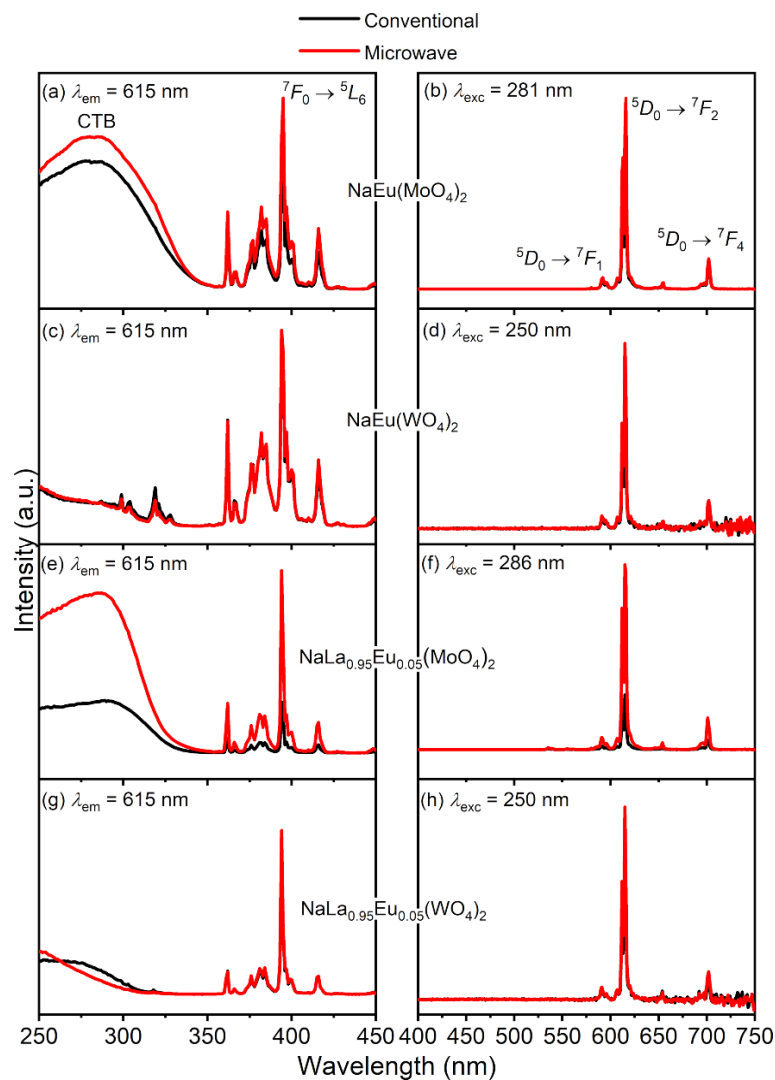 Conventional
Microwave
(a) λem = 615 nm
⁷F₀ → ⁵L₆
CTB
(b) λexc = 281 nm
⁵D₀ → ⁷F₂
NaEu(MoO₄)₂
⁵D₀ → ⁷F₁
⁵D₀ → ⁷F₄
(c) λem = 615 nm
(d) λexc = 250 nm
NaEu(WO₄)₂
Intensity (a.u.)
(e) λem = 615 nm
(f) λexc = 286 nm
NaLa₀.₉₅Eu₀.₀₅(MoO₄)₂
(g) λem = 615 nm
(h) λexc = 250 nm
NaLa₀.₉₅Eu₀.₀₅(WO₄)₂
250 300 350 400 450 400 450 500 550 600 650 700 750
Wavelength (nm)